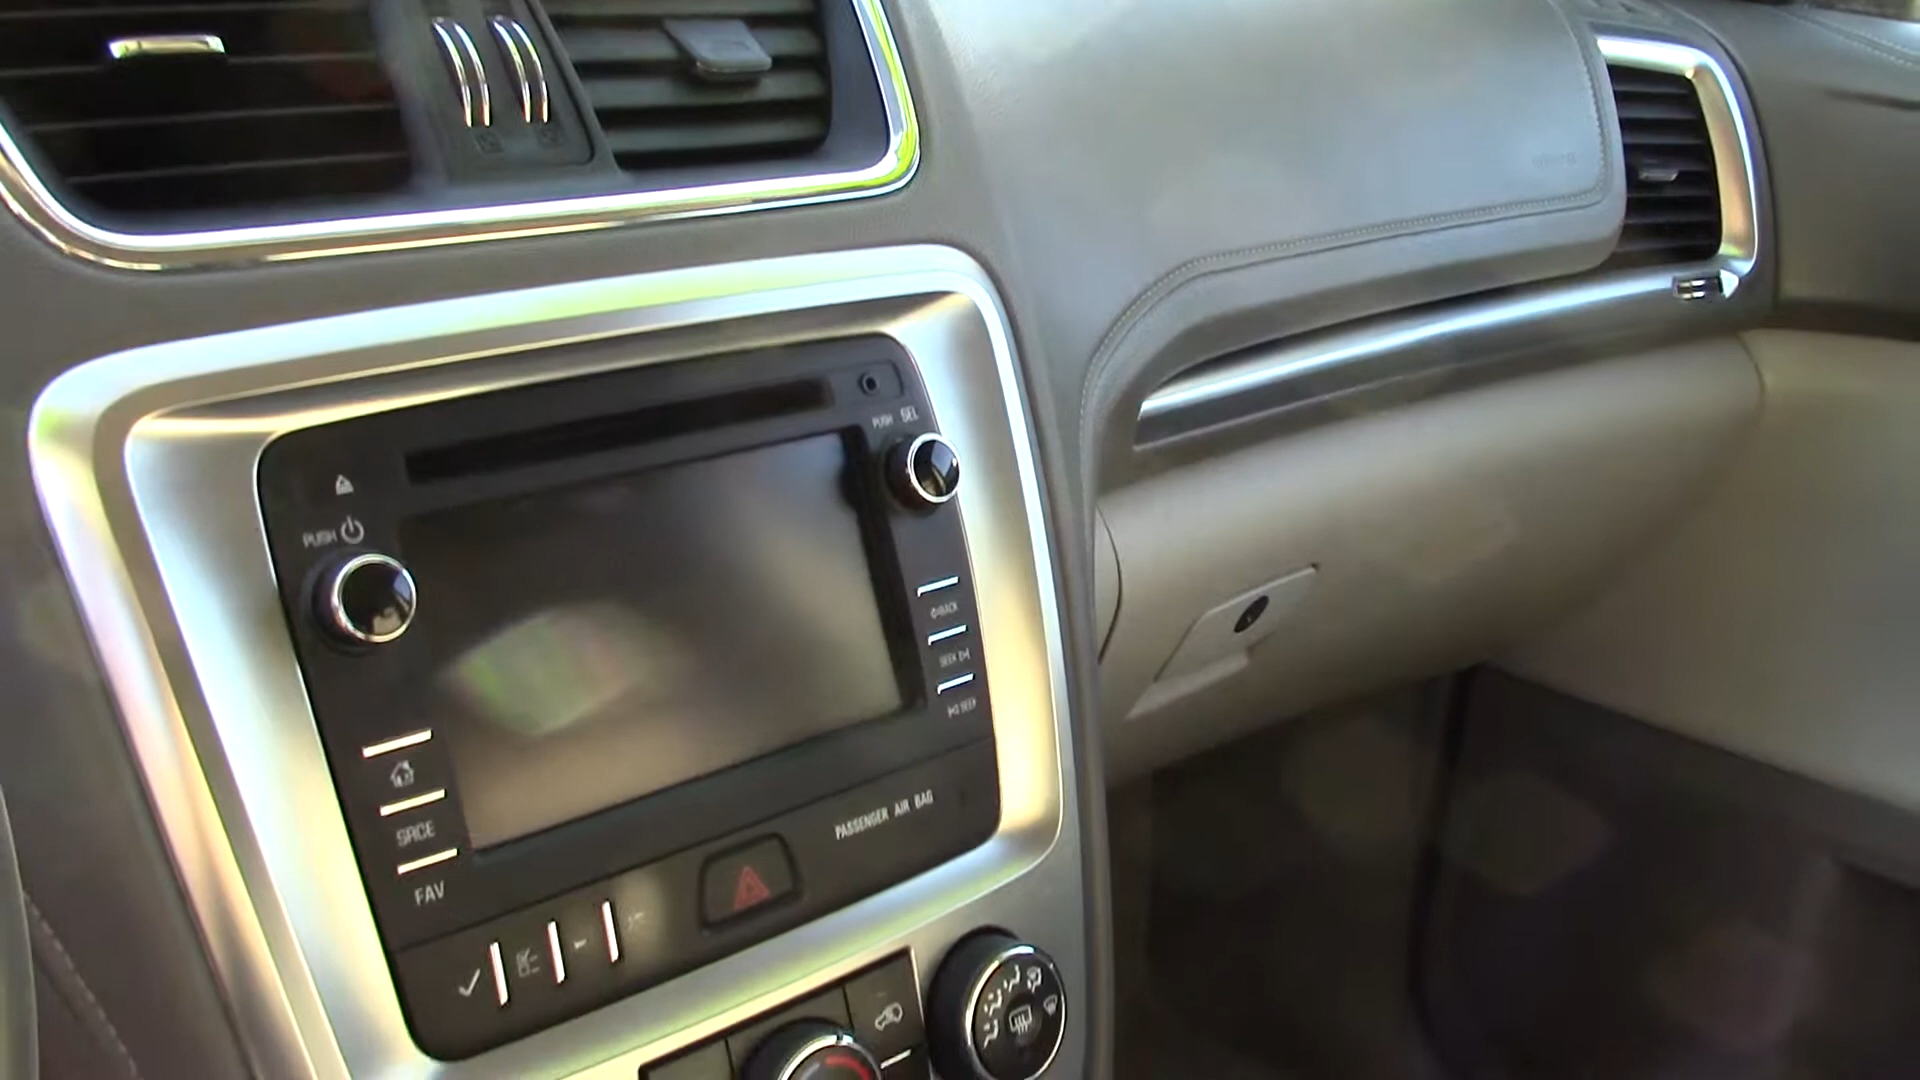 PUSH SEL
PUSH
BACK
SEEK
SEEK
SRCE
FAV
PASSENGER AIR BAG